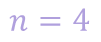 n = 4